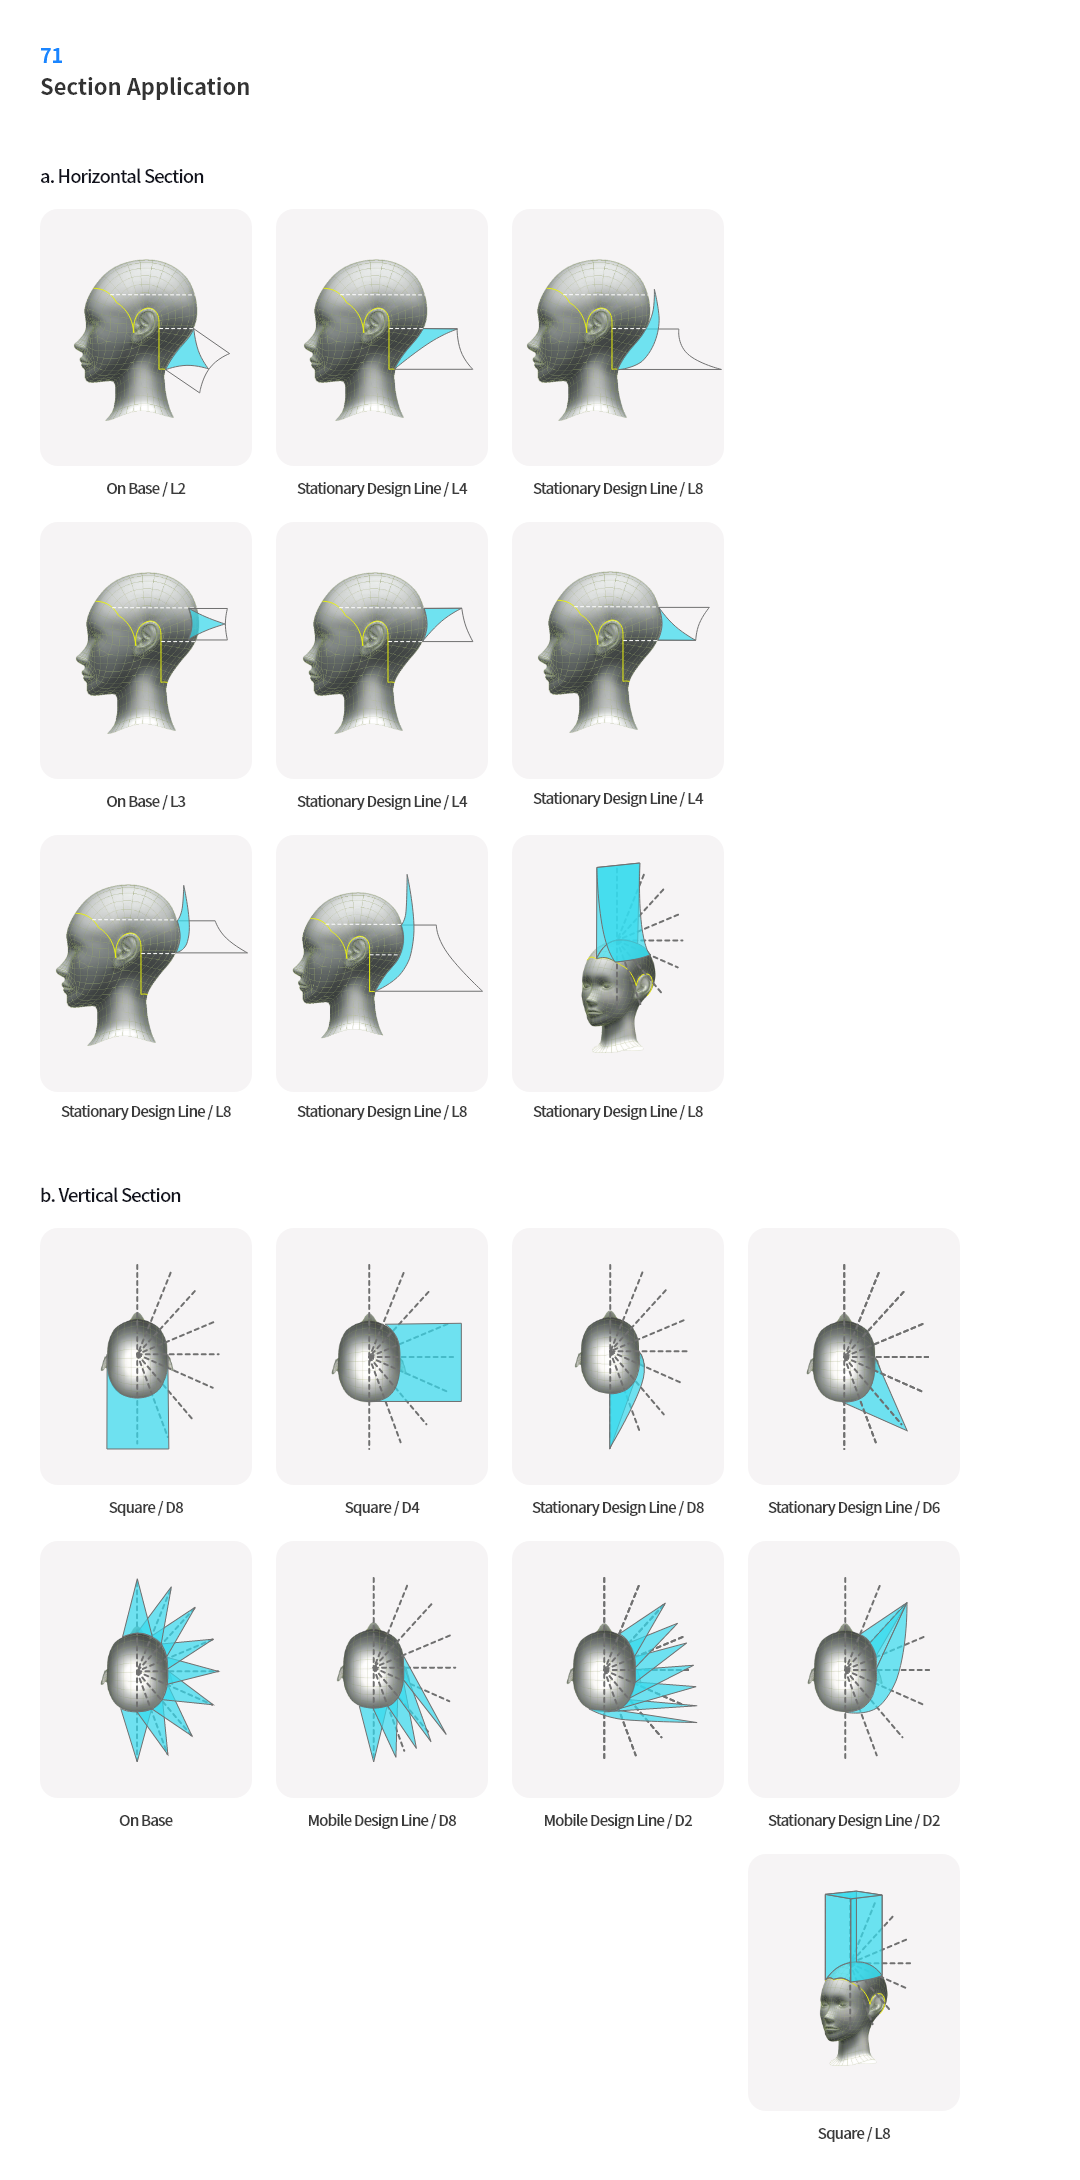 71
Section Application
a. Horizontal Section
On Base / L2
Stationary Design Line / L4
Stationary Design Line / L8
On Base / L3
Stationary Design Line / L4
Stationary Design Line / L4
Stationary Design Line / L8
Stationary Design Line / L8
Stationary Design Line / L8
b. Vertical Section
Square / D8
Square / D4
Stationary Design Line / D8
Stationary Design Line / D6
On Base
Mobile Design Line / D8
Mobile Design Line / D2
Stationary Design Line / D2
Square / L8